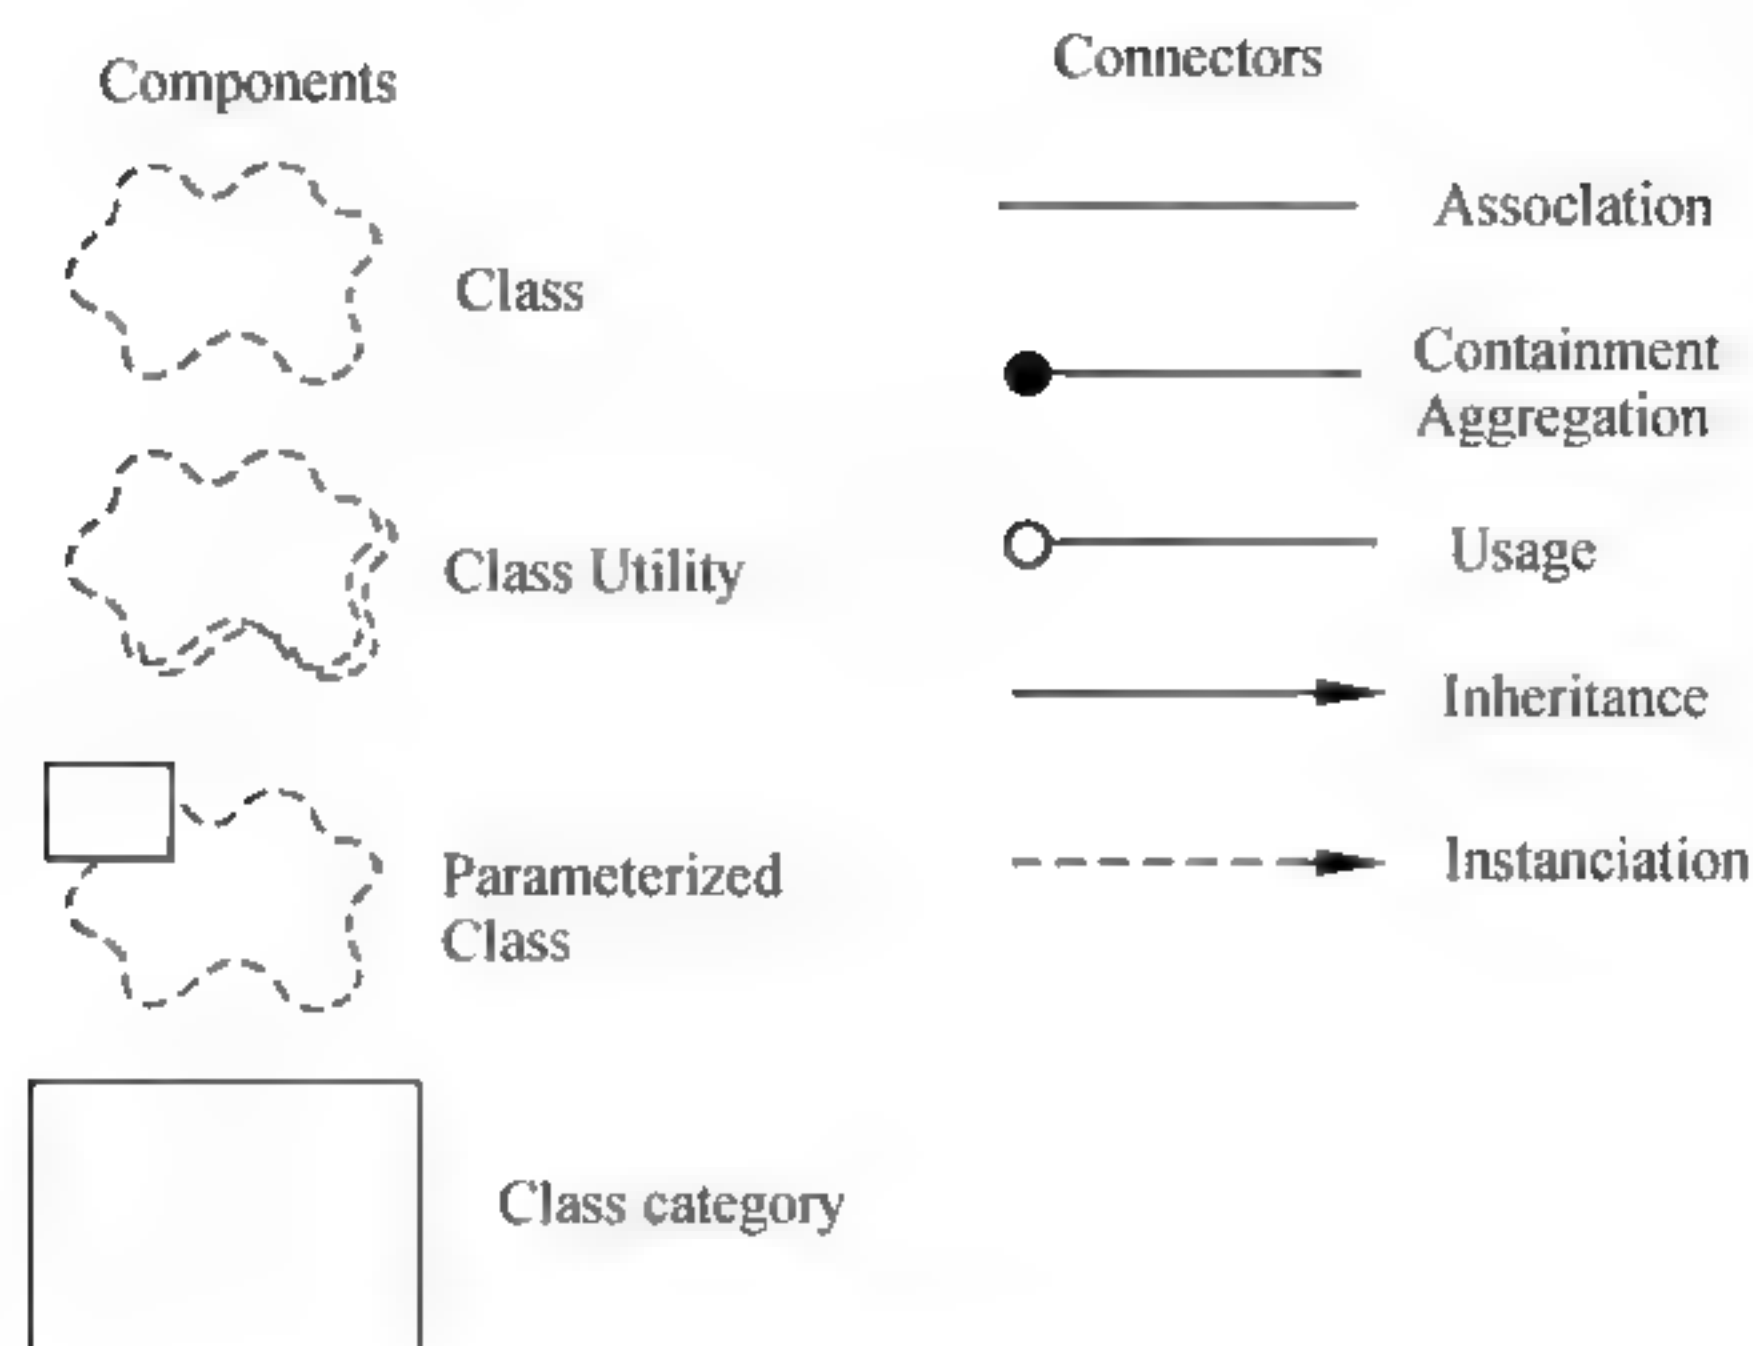 Components
Class
Class Utility
Parameterized
Class
Class category
Connectors
Assoclation
Containment
Aggregation
Usage
Inheritance
Instanciation